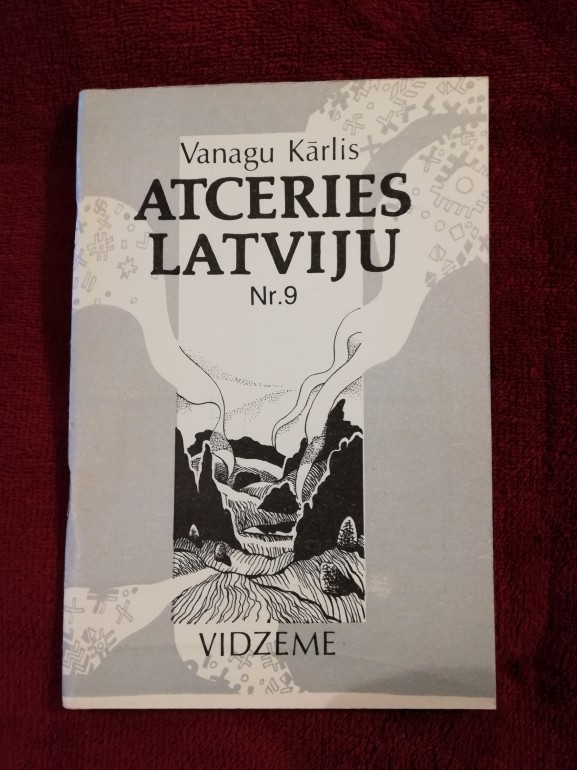 Vanagu Kārlis
ATCERIES
LATVIJU
Nr.9
VIDZEME